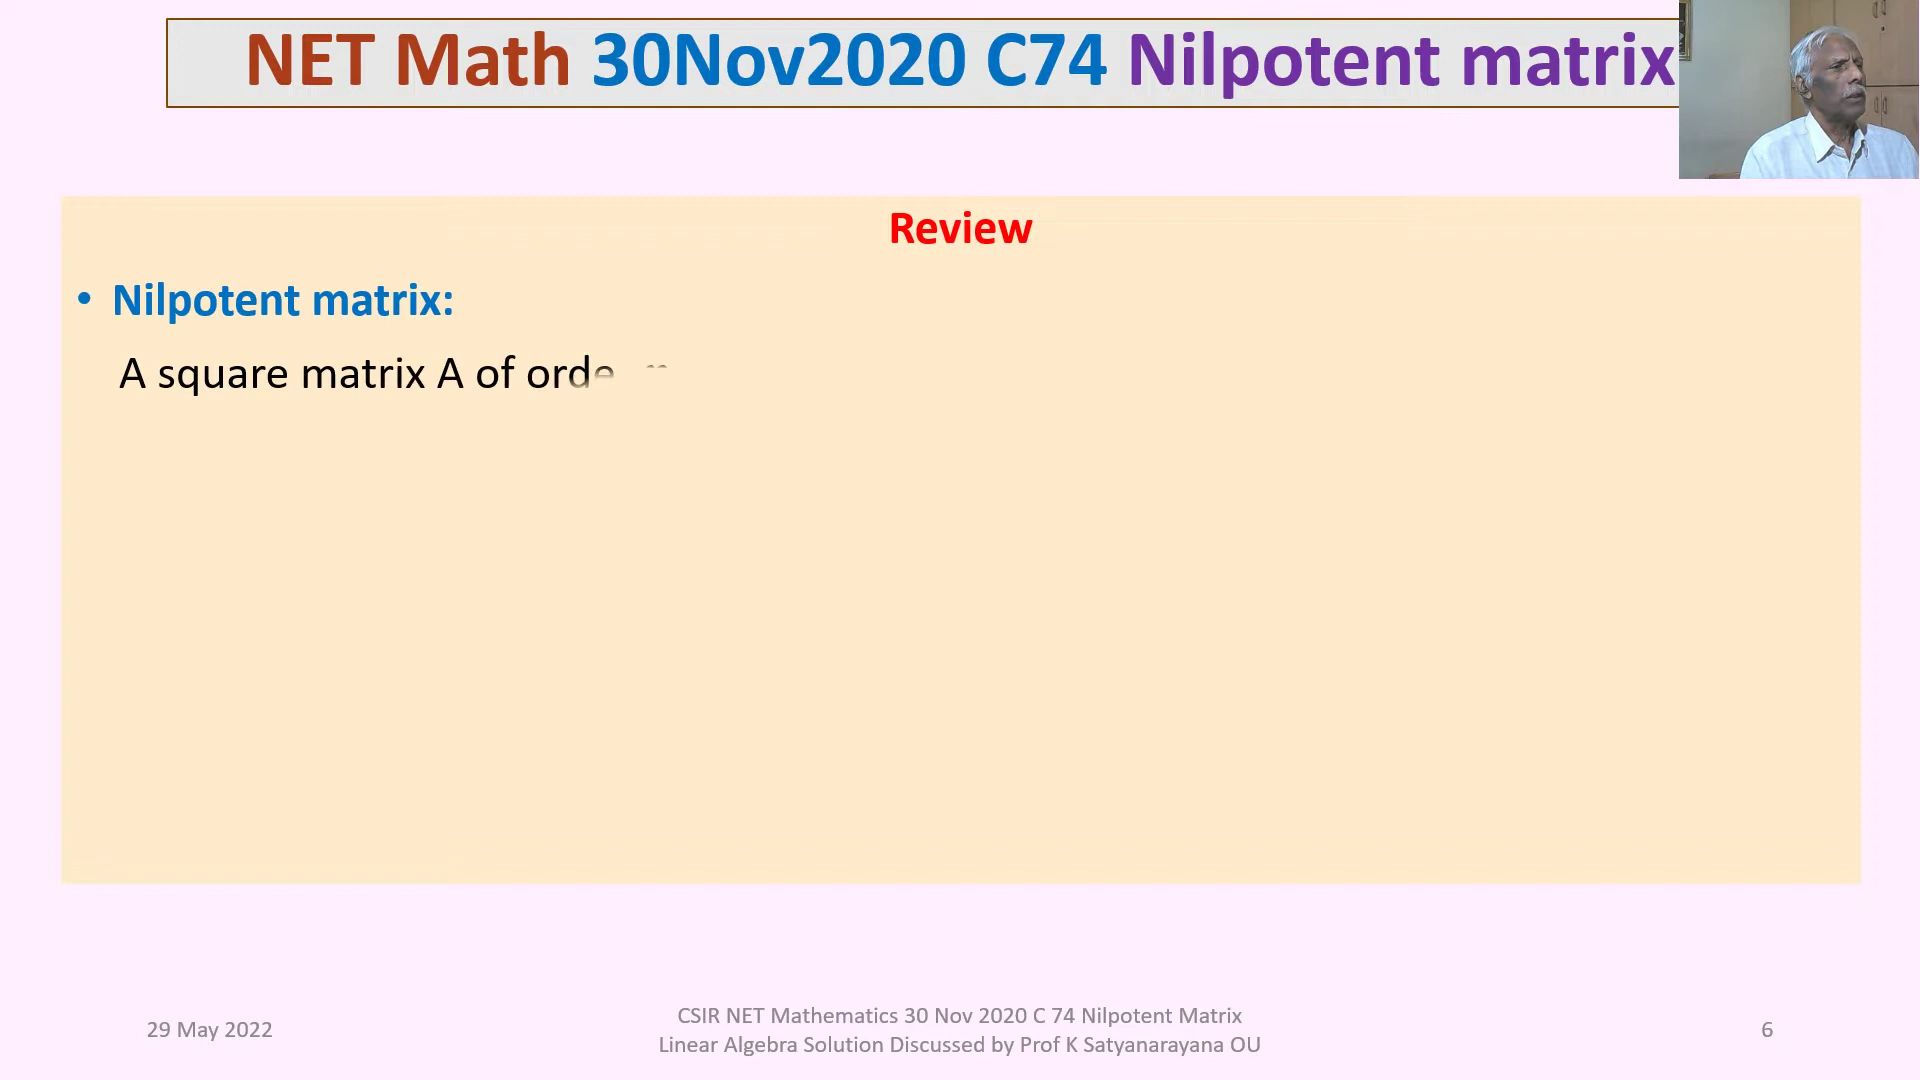 NET Math 30Nov2020 C74 Nilpotent matrix
Review
• Nilpotent matrix:
A square matrix A of orde
29 May 2022
CSIR NET Mathematics 30 Nov 2020 C 74 Nilpotent Matrix
Linear Algebra Solution Discussed by Prof K Satyanarayana OU
6